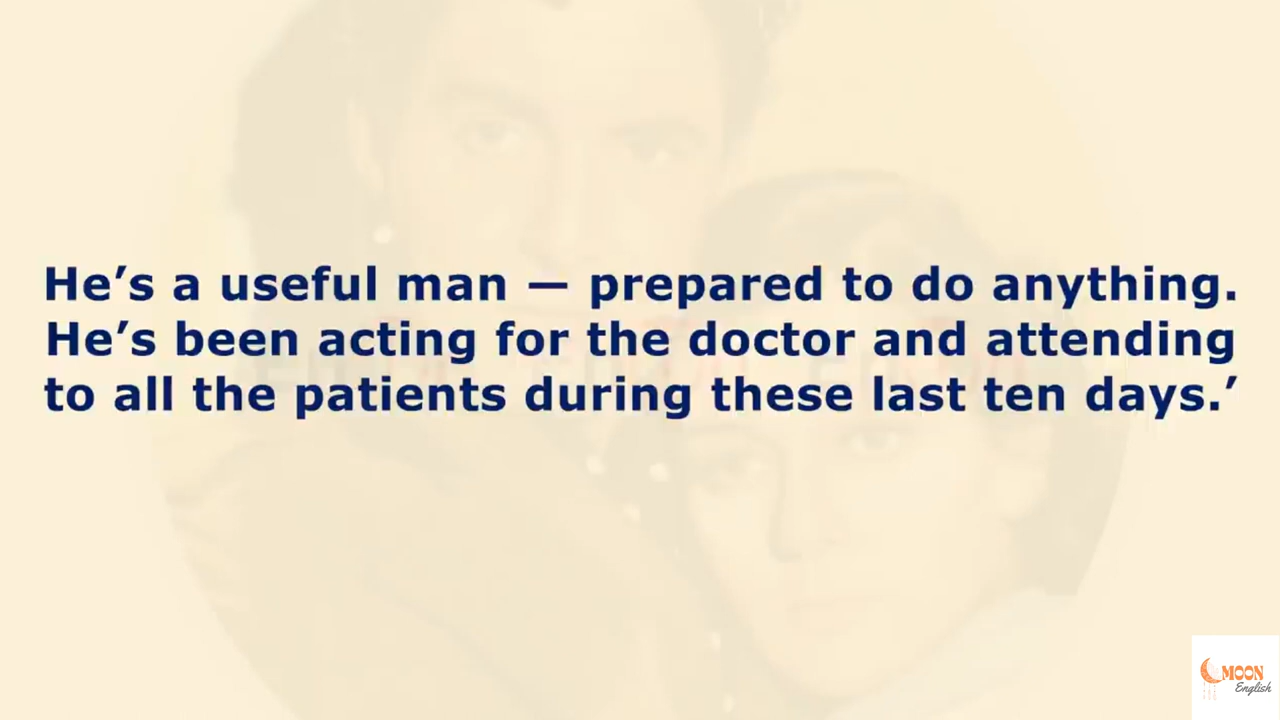 He’s a useful man — prepared to do anything.
He’s been acting for the doctor and attending
to all the patients during these last ten days.’
MOON
English